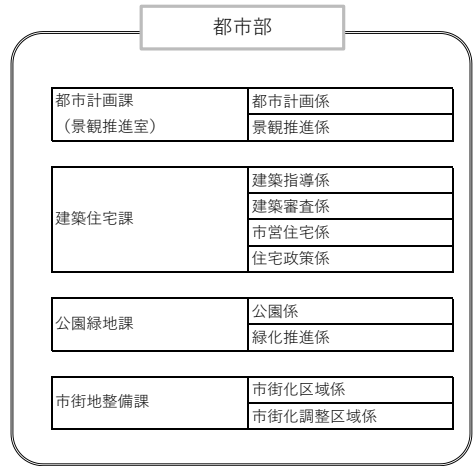 都市部
都市計画課
（景観推進室）
都市計画係
景観推進係
建築住宅課
建築指導係
建築審査係
市営住宅係
住宅政策係
公園緑地課
公園係
緑化推進係
市街地整備課
市街化区域係
市街化調整区域係